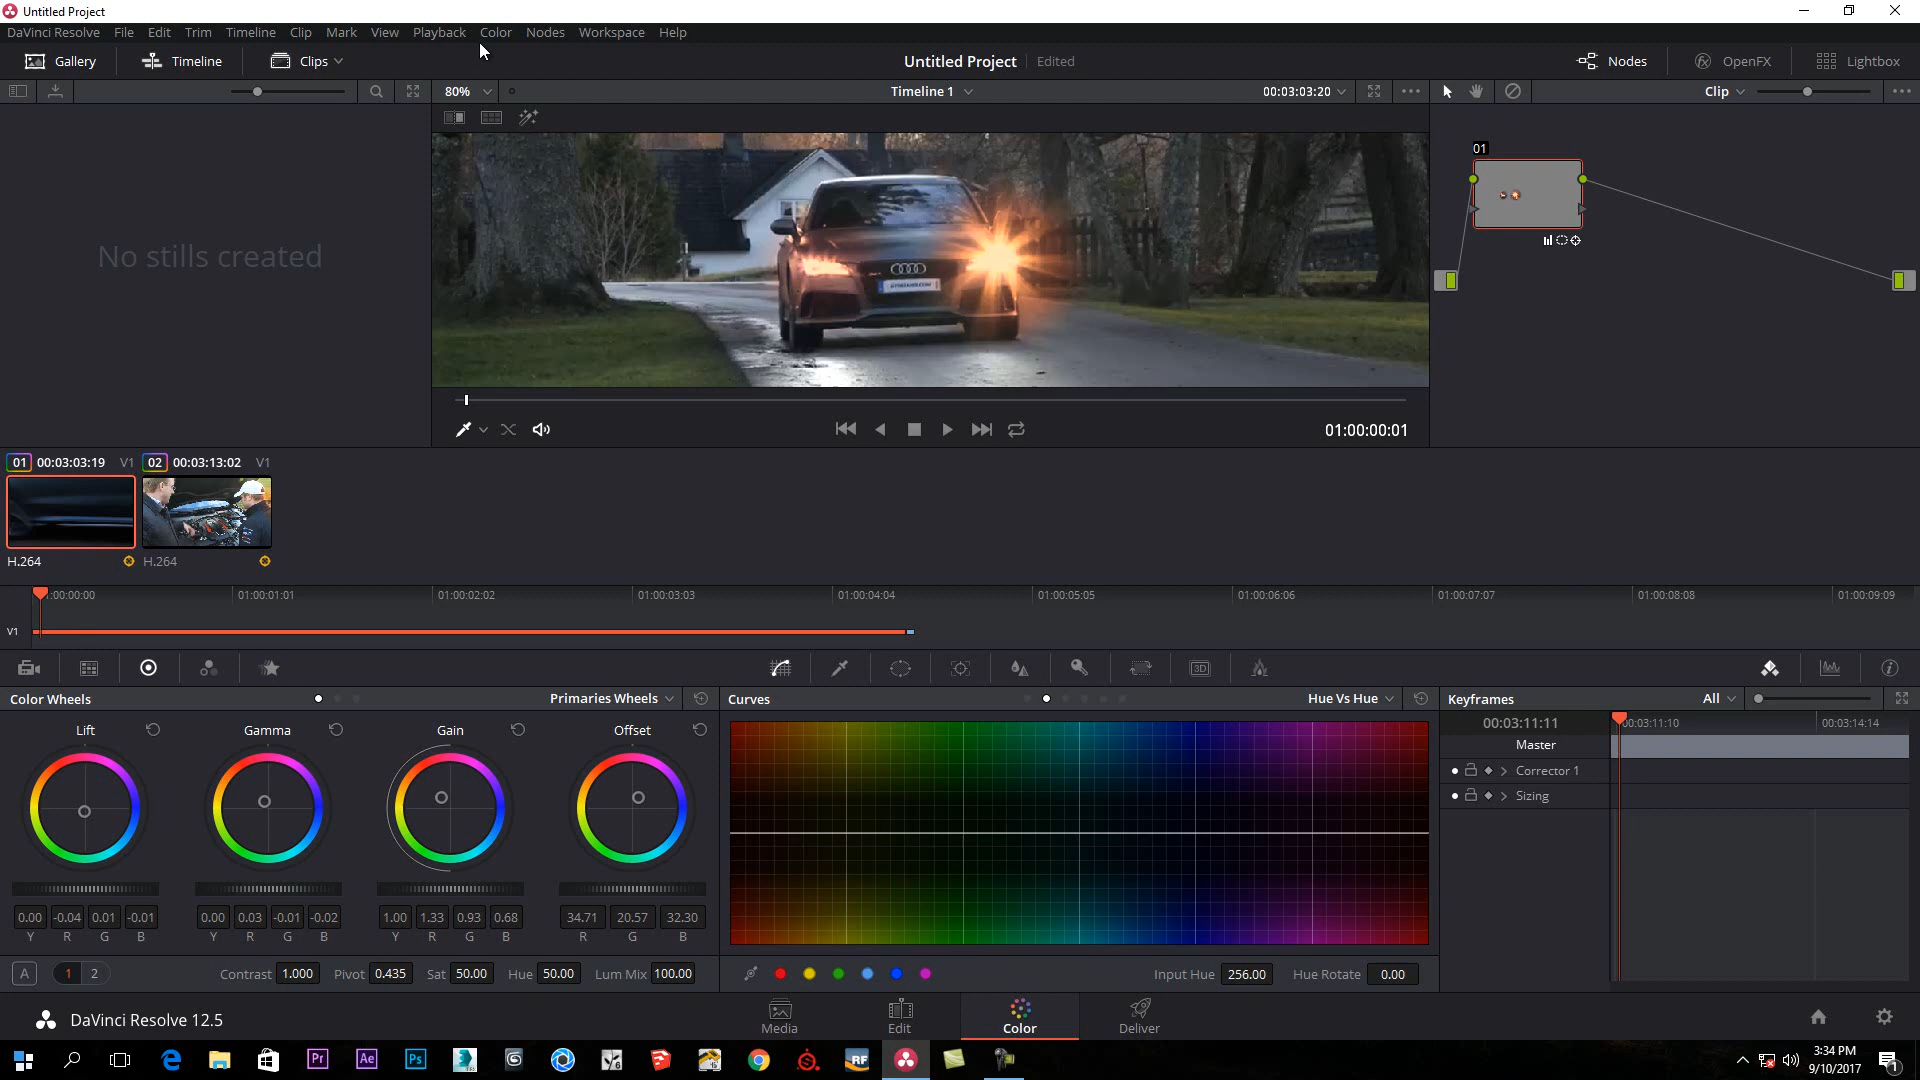 Untitled Project
DaVinci Resolve File Edit Trim Timeline Clip Mark View Playback Color Nodes Workspace Help
Gallery Timeline Clips Untitled Project Edited Nodes OpenFX Lightbox
80% Timeline 1 00:03:03:20 Clip
01
No stills created
01:00:00:01
01 00:03:03:19 V1 02 00:03:13:02 V1
H.264 H.264
:00:00:00 01:00:01:01 01:00:02:02 01:00:03:03 01:00:04:04 01:00:05:05 01:00:06:06 01:00:07:07 01:00:08:08 01:00:09:09
V1
3D
Color Wheels Primaries Wheels Curves Hue Vs Hue Keyframes All
Lift Gamma Gain Offset 00:03:11:11 00:03:11:10 00:03:14:14
Master
Corrector 1
Sizing
0.00 -0.04 0.01 -0.01 0.00 0.03 -0.01 -0.02 1.00 1.33 0.93 0.68 34.71 20.57 32.30
Y R G B Y R G B Y R G B R G B
A 1 2 Contrast 1.000 Pivot 0.435 Sat 50.00 Hue 50.00 Lum Mix 100.00 Input Hue 256.00 Hue Rotate 0.00
DaVinci Resolve 12.5 Media Edit Color Deliver
Pr Ae Ps RF 3:34 PM
9/10/2017 1